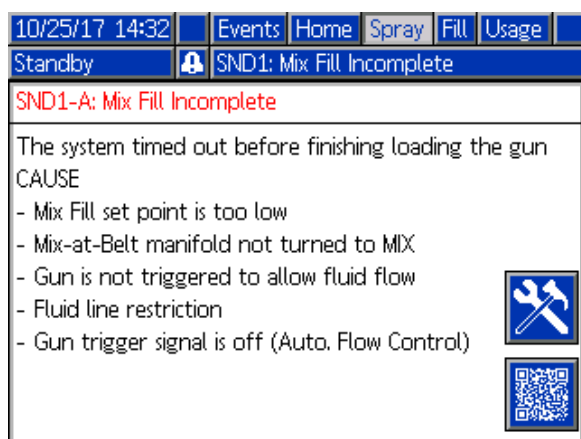 10/25/17 14:32 Events Home Spray Fill Usage
Standby SND1: Mix Fill Incomplete
SND1-A: Mix Fill Incomplete
The system timed out before finishing loading the gun
CAUSE
- Mix Fill set point is too low
- Mix-at-Belt manifold not turned to MIX
- Gun is not triggered to allow fluid flow
- Fluid line restriction
- Gun trigger signal is off (Auto. Flow Control)